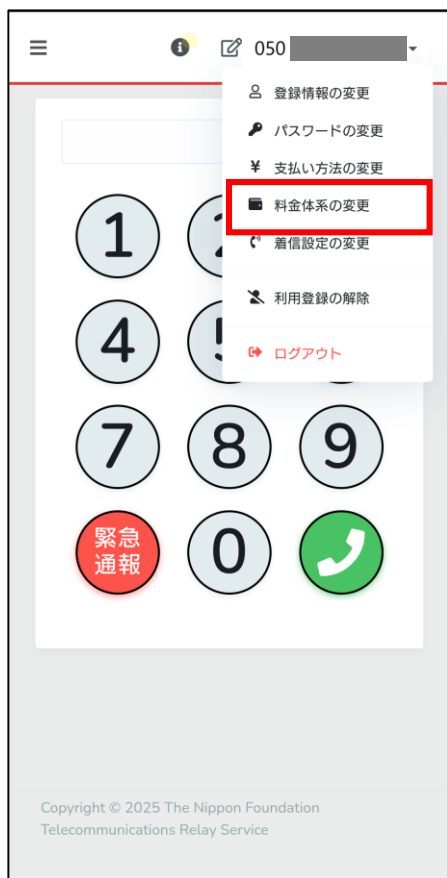 050
登録情報の変更
パスワードの変更
¥ 支払い方法の変更
料金体系の変更
着信設定の変更
利用登録の解除
ログアウト
1
4
7 8 9
緊急
通報
0
Copyright © 2025 The Nippon Foundation
Telecommunications Relay Service